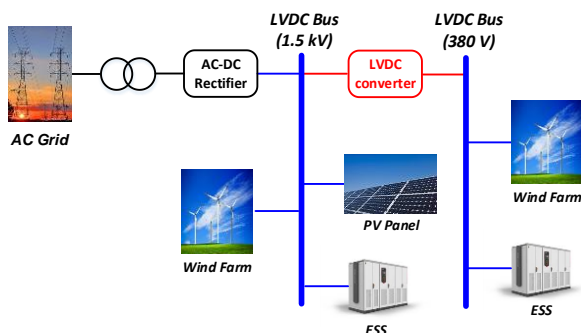 LVDC Bus
(1.5 kV)
LVDC Bus
(380 V)
AC-DC
Rectifier
LVDC
converter
AC Grid
Wind Farm
PV Panel
Wind Farm
ESS
ESS